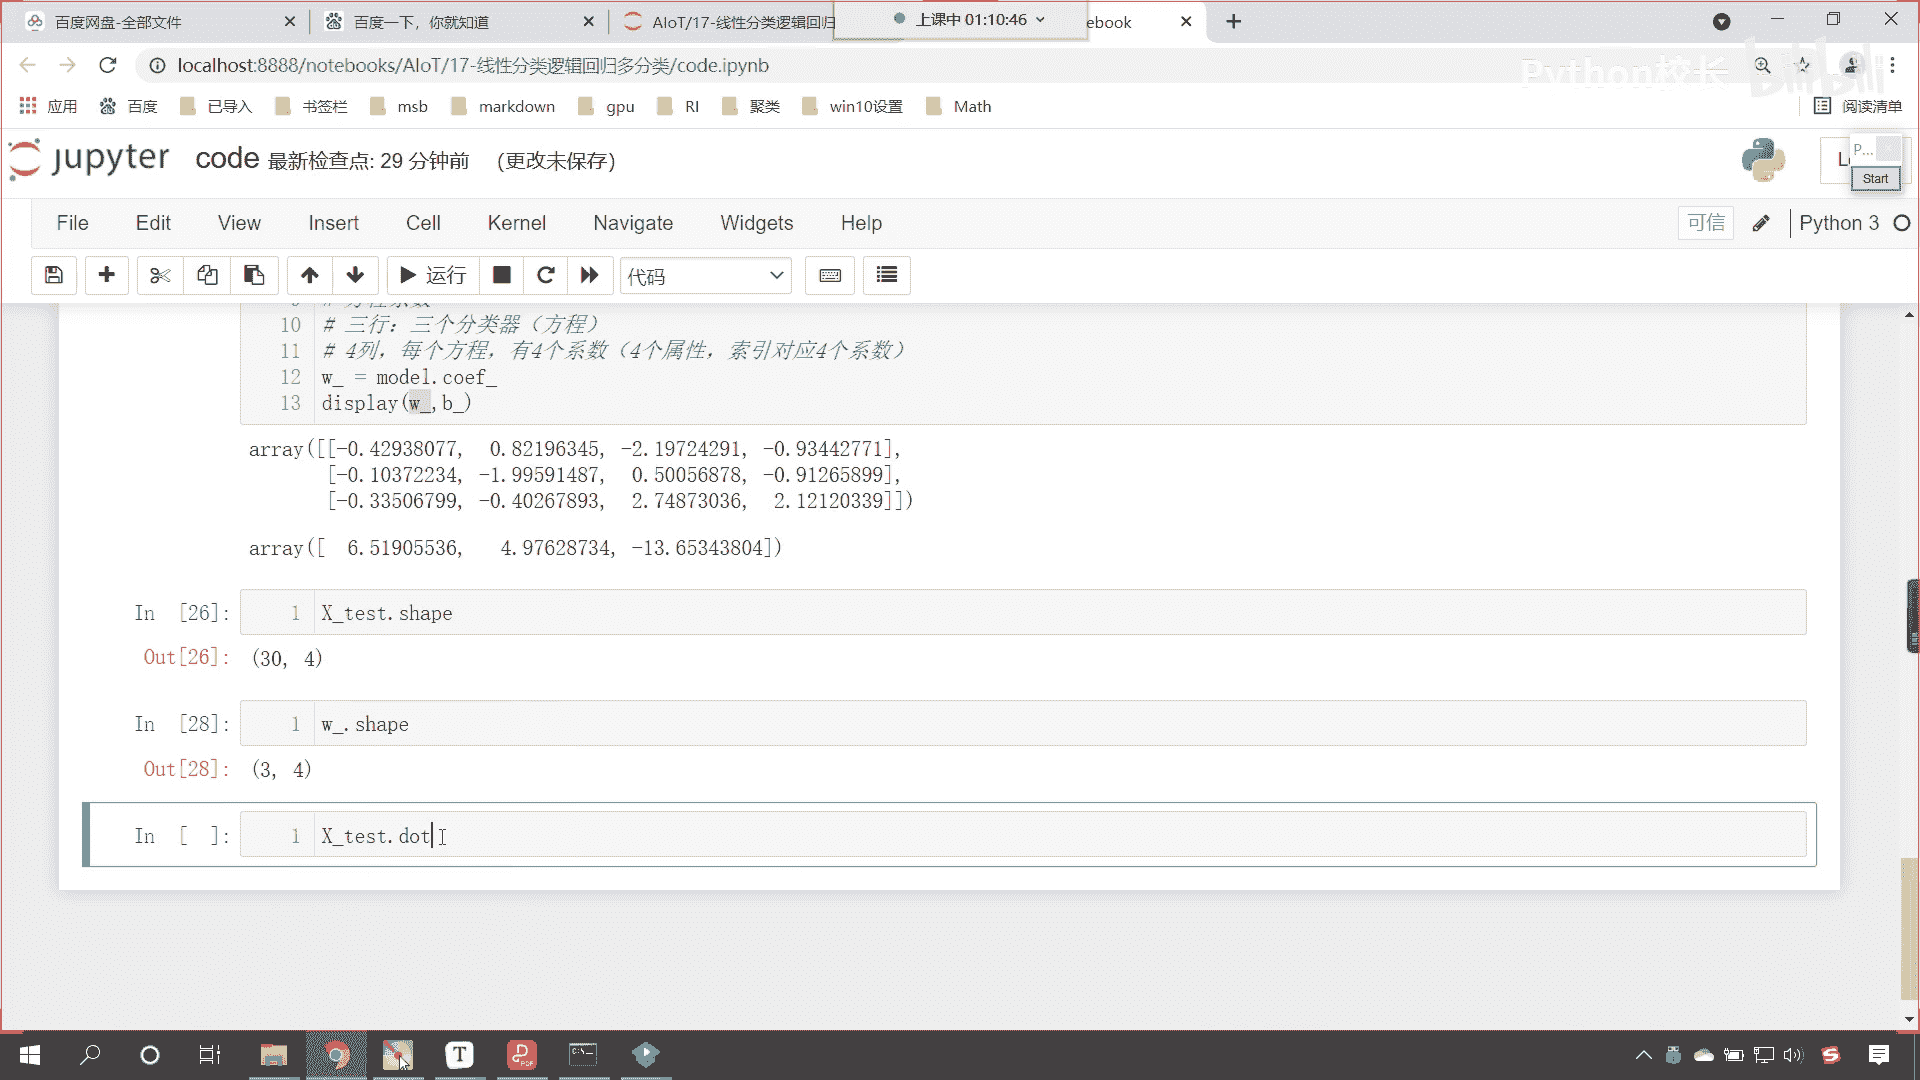 百度网盘-全部文件
百度一下，你就知道
AIoT/17-线性分类逻辑回归
上课中 01:10:46
ebook
localhost:8888/notebooks/AIoT/17-线性分类逻辑回归多分类/code.ipynb
Python校长
bilibili
应用
百度
已导入
书签栏
msb
markdown
gpu
RI
聚类
win10设置
Math
阅读清单
jupyter
code 最新检查点: 29 分钟前 (更改未保存)
P...
Start
File Edit View Insert Cell Kernel Navigate Widgets Help
可信
Python 3
运行
代码
10 # 三行：三个分类器（方程）
11 # 4列，每个方程，有4个系数（4个属性，索引对应4个系数）
12 w_ = model.coef_
13 display(w_,b_)
array([[-0.42938077, 0.82196345, -2.19724291, -0.93442771],
[-0.10372234, -1.99591487, 0.50056878, -0.91265899],
[-0.33506799, -0.40267893, 2.74873036, 2.12120339]])
array([ 6.51905536, 4.97628734, -13.65343804])
In [26]: 1 X_test.shape
Out[26]: (30, 4)
In [28]: 1 w_.shape
Out[28]: (3, 4)
In [ ]: 1 X_test.dot